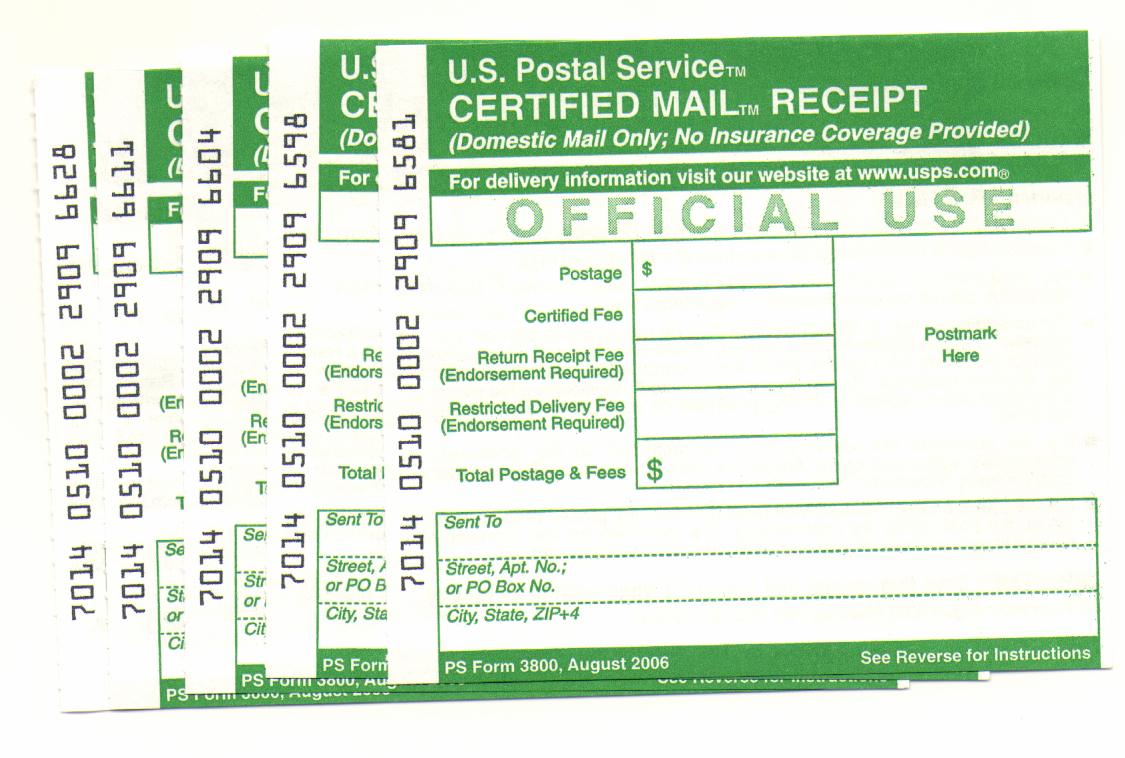 7014 0510 0002 2909 6628
7014 0510 0002 2909 6611
7014 0510 0002 2909 6604
7014 0510 0002 2909 6598
7014 0510 0002 2909 6581
U.S. Postal Service™
CERTIFIED MAIL™ RECEIPT
(Domestic Mail Only; No Insurance Coverage Provided)
For delivery information visit our website at www.usps.com®
OFFICIAL USE
Postage $
Certified Fee
Return Receipt Fee
(Endorsement Required)
Restricted Delivery Fee
(Endorsement Required)
Total Postage & Fees $
Postmark
Here
Sent To
Street, Apt. No.;
or PO Box No.
City, State, ZIP+4
PS Form 3800, August 2006
See Reverse for Instructions